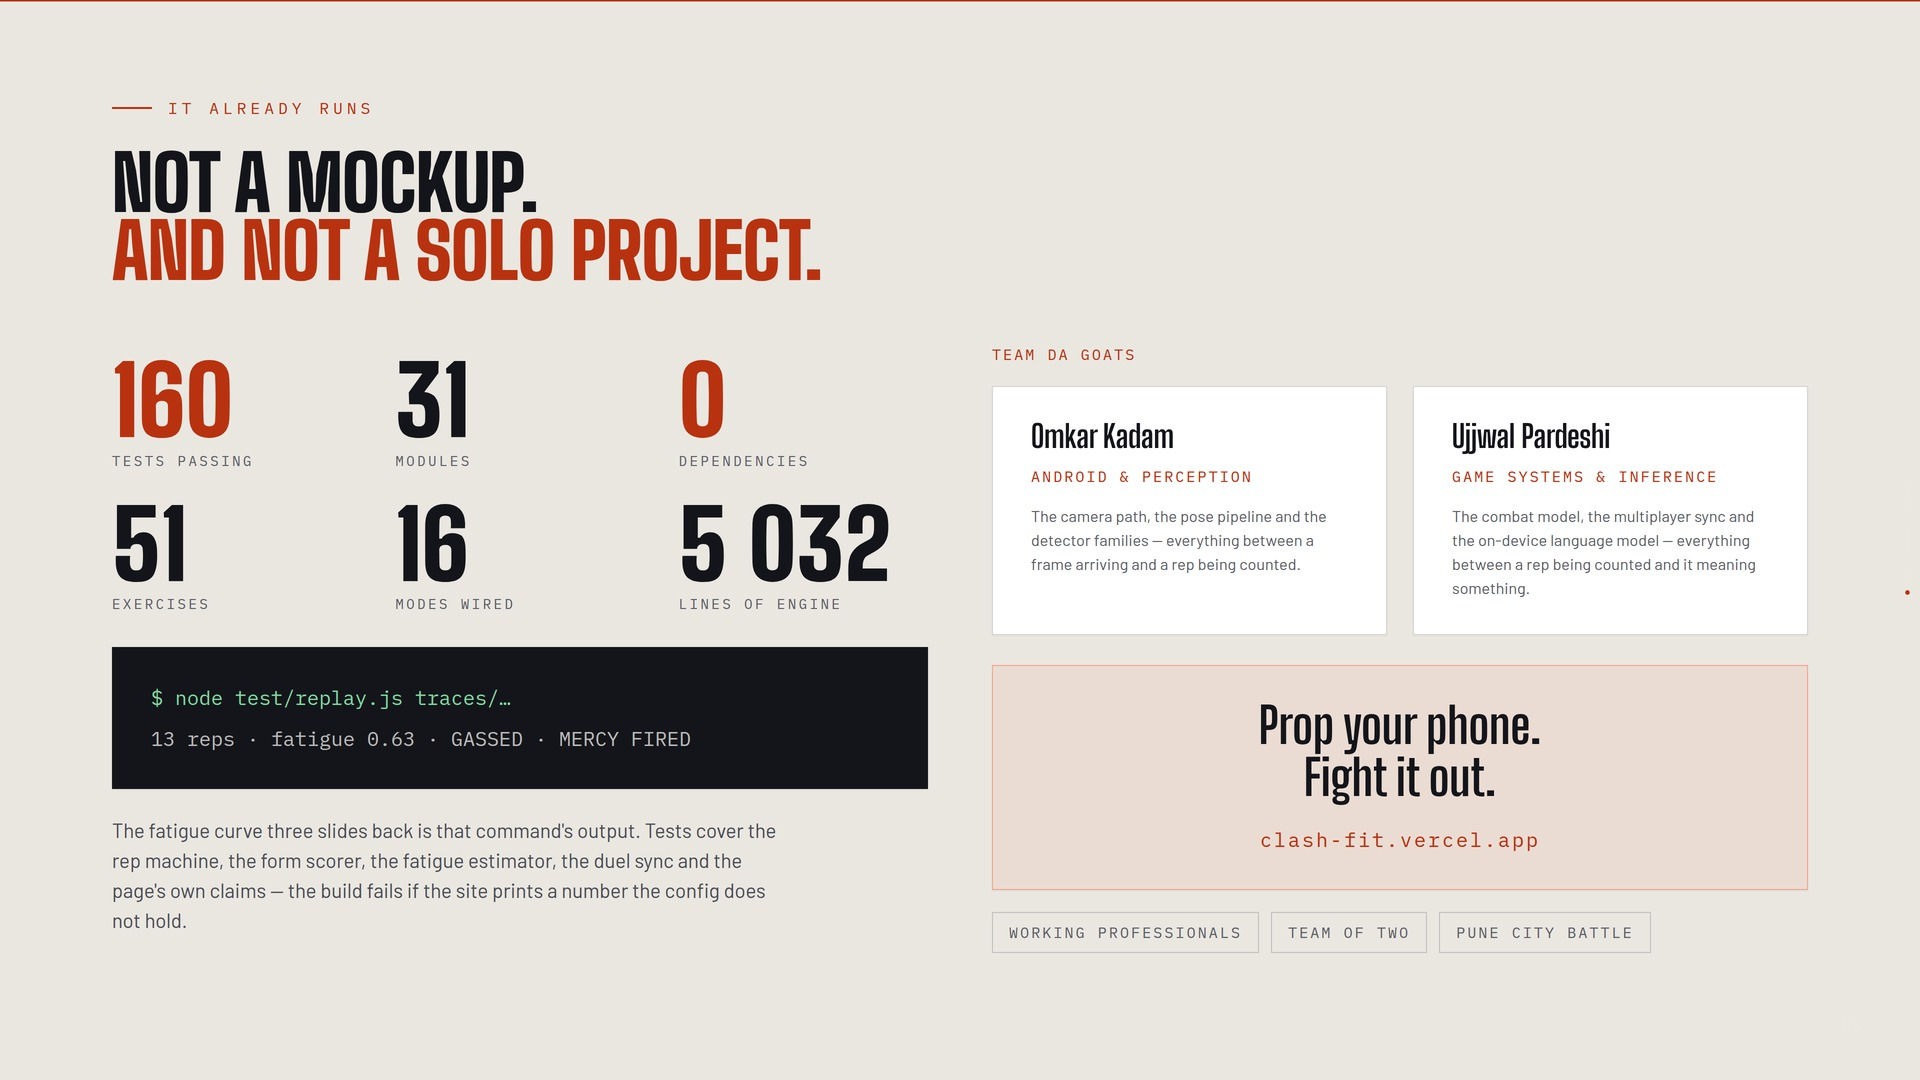 IT ALREADY RUNS
NOT A MOCKUP.
AND NOT A SOLO PROJECT.
160
TESTS PASSING
31
MODULES
0
DEPENDENCIES
51
EXERCISES
16
MODES WIRED
5 032
LINES OF ENGINE
$ node test/replay.js traces/…
13 reps · fatigue 0.63 · GASSED · MERCY FIRED
The fatigue curve three slides back is that command's output. Tests cover the
rep machine, the form scorer, the fatigue estimator, the duel sync and the
page's own claims — the build fails if the site prints a number the config does
not hold.
TEAM DA GOATS
Omkar Kadam
ANDROID & PERCEPTION
The camera path, the pose pipeline and the
detector families — everything between a
frame arriving and a rep being counted.
Ujjwal Pardeshi
GAME SYSTEMS & INFERENCE
The combat model, the multiplayer sync and
the on-device language model — everything
between a rep being counted and it meaning
something.
Prop your phone.
Fight it out.
clash-fit.vercel.app
WORKING PROFESSIONALS
TEAM OF TWO
PUNE CITY BATTLE